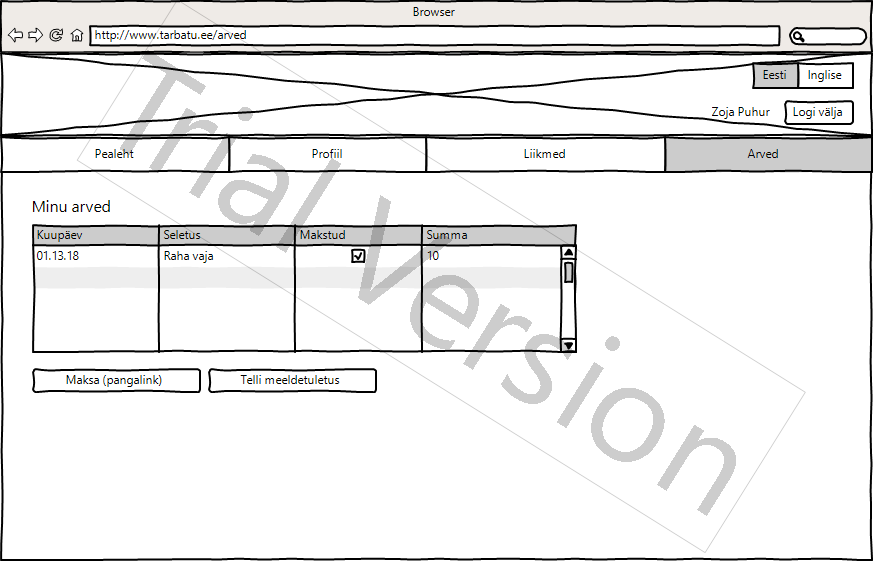 Browser
http://www.tarbatu.ee/arved
Eesti Inglise
Zoja Puhur Logi välja
Pealeht Profiil Liikmed Arved
Minu arved
Kuupäev Seletus Makstud Summa
01.13.18 Raha vaja 10
Maksa (pangalink) Telli meeldetuletus
Trial Version